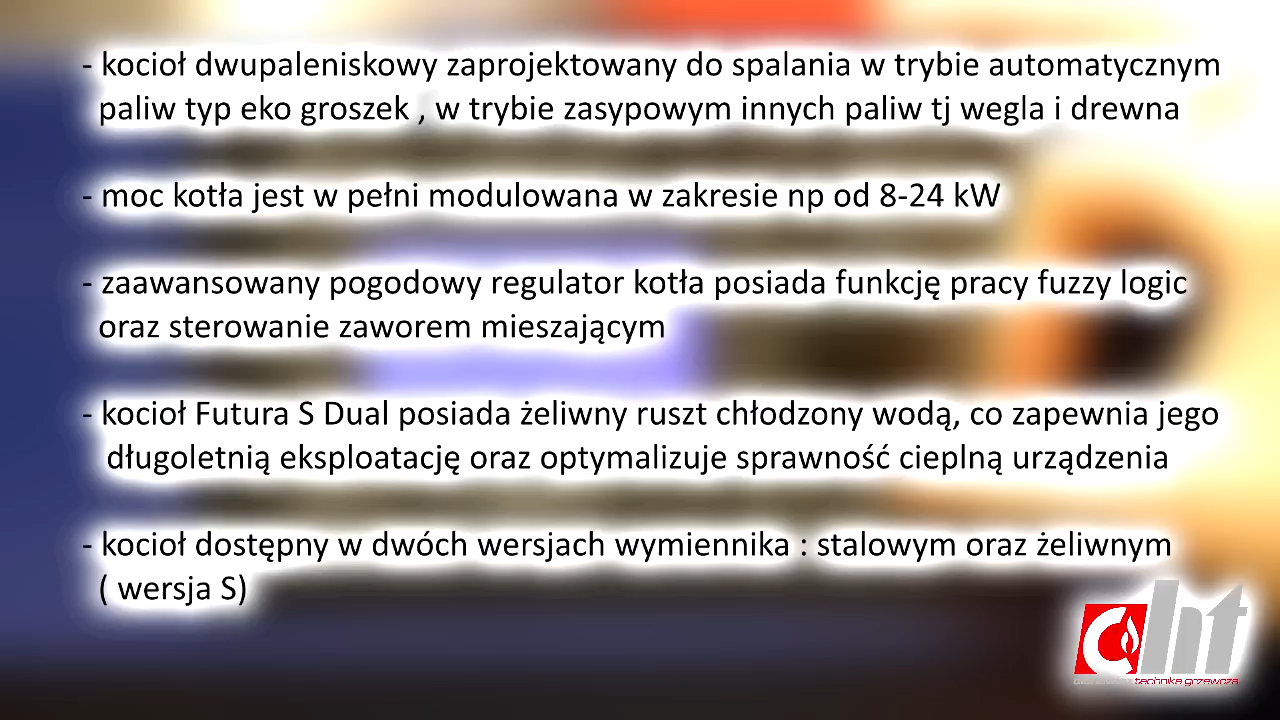 - kocioł dwupaleniskowy zaprojektowany do spalania w trybie automatycznym
paliw typ eko groszek , w trybie zasypowym innych paliw tj wegla i drewna
- moc kotła jest w pełni modulowana w zakresie np od 8-24 kW
- zaawansowany pogodowy regulator kotła posiada funkcję pracy fuzzy logic
oraz sterowanie zaworem mieszającym
- kocioł Futura S Dual posiada żeliwny ruszt chłodzony wodą, co zapewnia jego
długoletnią eksploatację oraz optymalizuje sprawność cieplną urządzenia
- kocioł dostępny w dwóch wersjach wymiennika : stalowym oraz żeliwnym
( wersja S)
cht
technika grzewcza